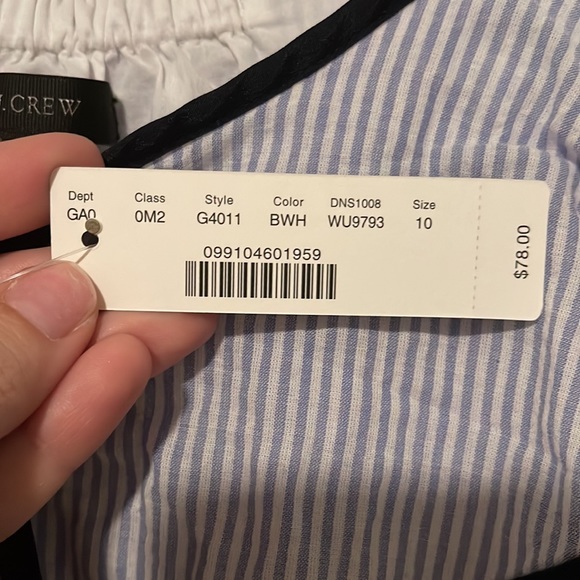 J.CREW
Dept Class Style Color DNS1008 Size
GA0 0M2 G4011 BWH WU9793 10
099104601959
$78.00